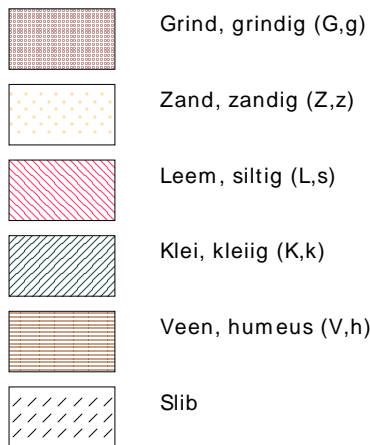 Grind, grindig (G,g)
Zand, zandig (Z,z)
Leem, siltig (L,s)
Klei, kleiig (K,k)
Veen, humeus (V,h)
Slib